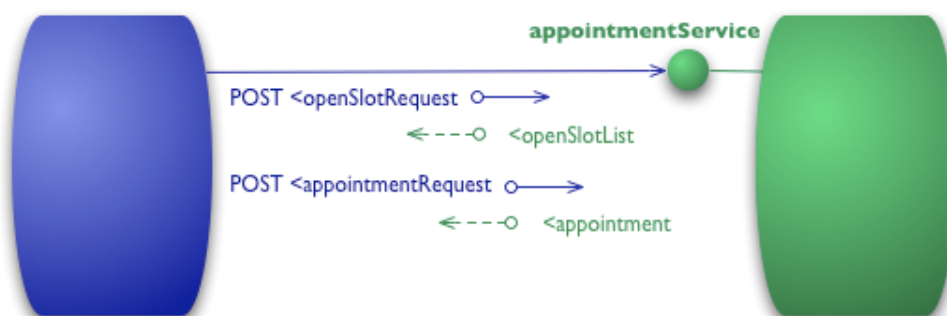 appointmentService
POST <openSlotRequest
<openSlotList
POST <appointmentRequest
<appointment